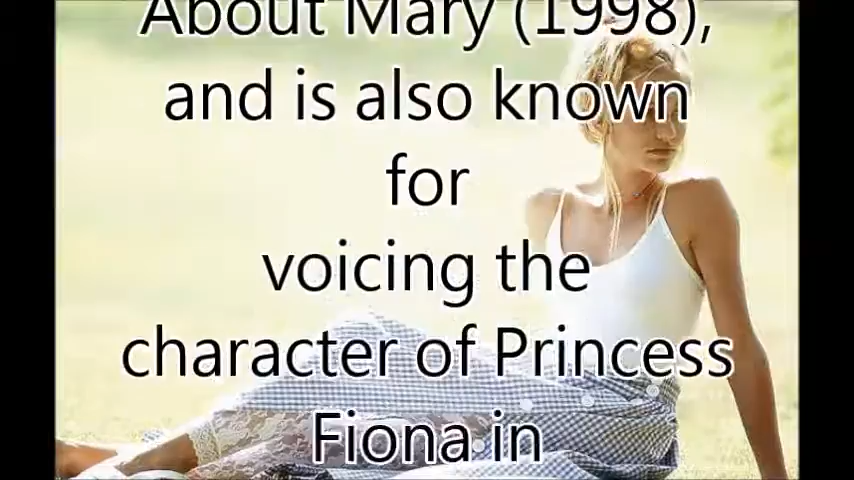 About Mary (1998),
and is also known
for
voicing the
character of Princess
Fiona in